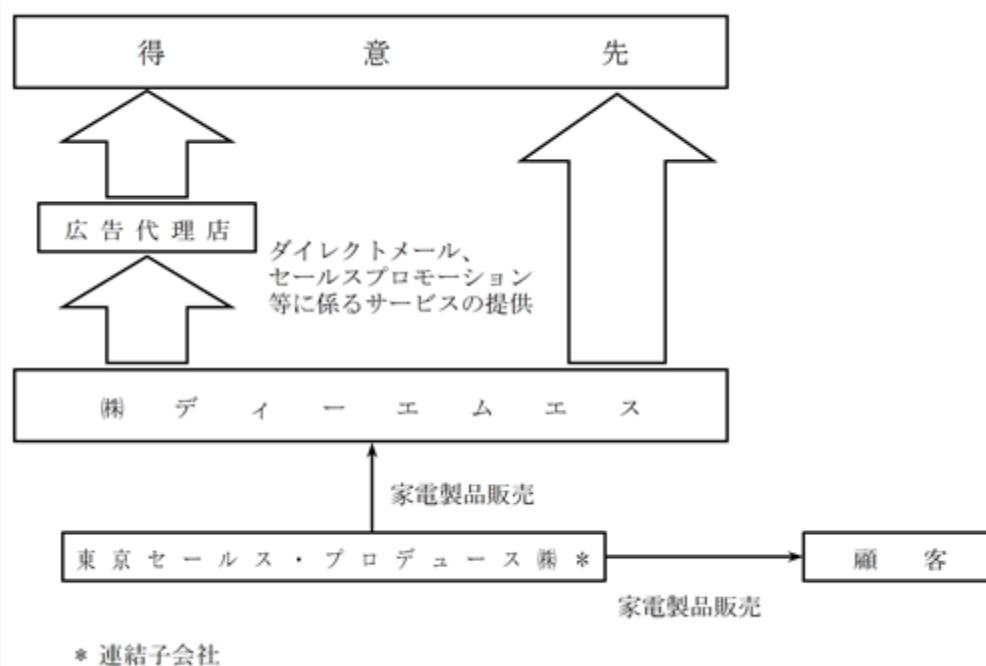 得意先
広告代理店
ダイレクトメール、
セールスプロモーション
等に係るサービスの提供
㈱ディーエムエス
家電製品販売
東京セールス・プロデュース㈱*
顧客
家電製品販売
* 連結子会社